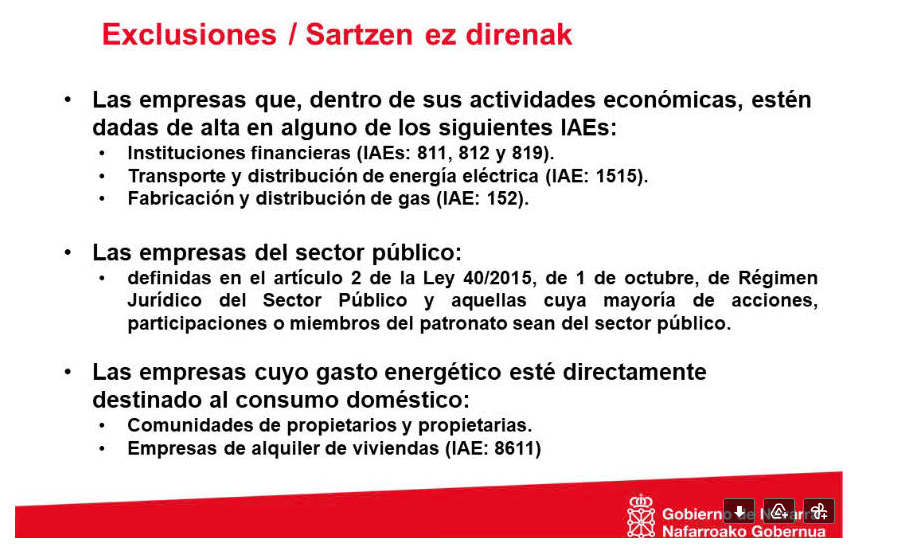 Exclusiones / Sartzen ez direnak
• Las empresas que, dentro de sus actividades económicas, estén
dadas de alta en alguno de los siguientes IAEs:
• Instituciones financieras (IAEs: 811, 812 y 819).
• Transporte y distribución de energía eléctrica (IAE: 1515).
• Fabricación y distribución de gas (IAE: 152).
• Las empresas del sector público:
• definidas en el artículo 2 de la Ley 40/2015, de 1 de octubre, de Régimen
Jurídico del Sector Público y aquellas cuya mayoría de acciones,
participaciones o miembros del patronato sean del sector público.
• Las empresas cuyo gasto energético esté directamente
destinado al consumo doméstico:
• Comunidades de propietarios y propietarias.
• Empresas de alquiler de viviendas (IAE: 8611)
Gobierno de Navarra
Nafarroako Gobernua